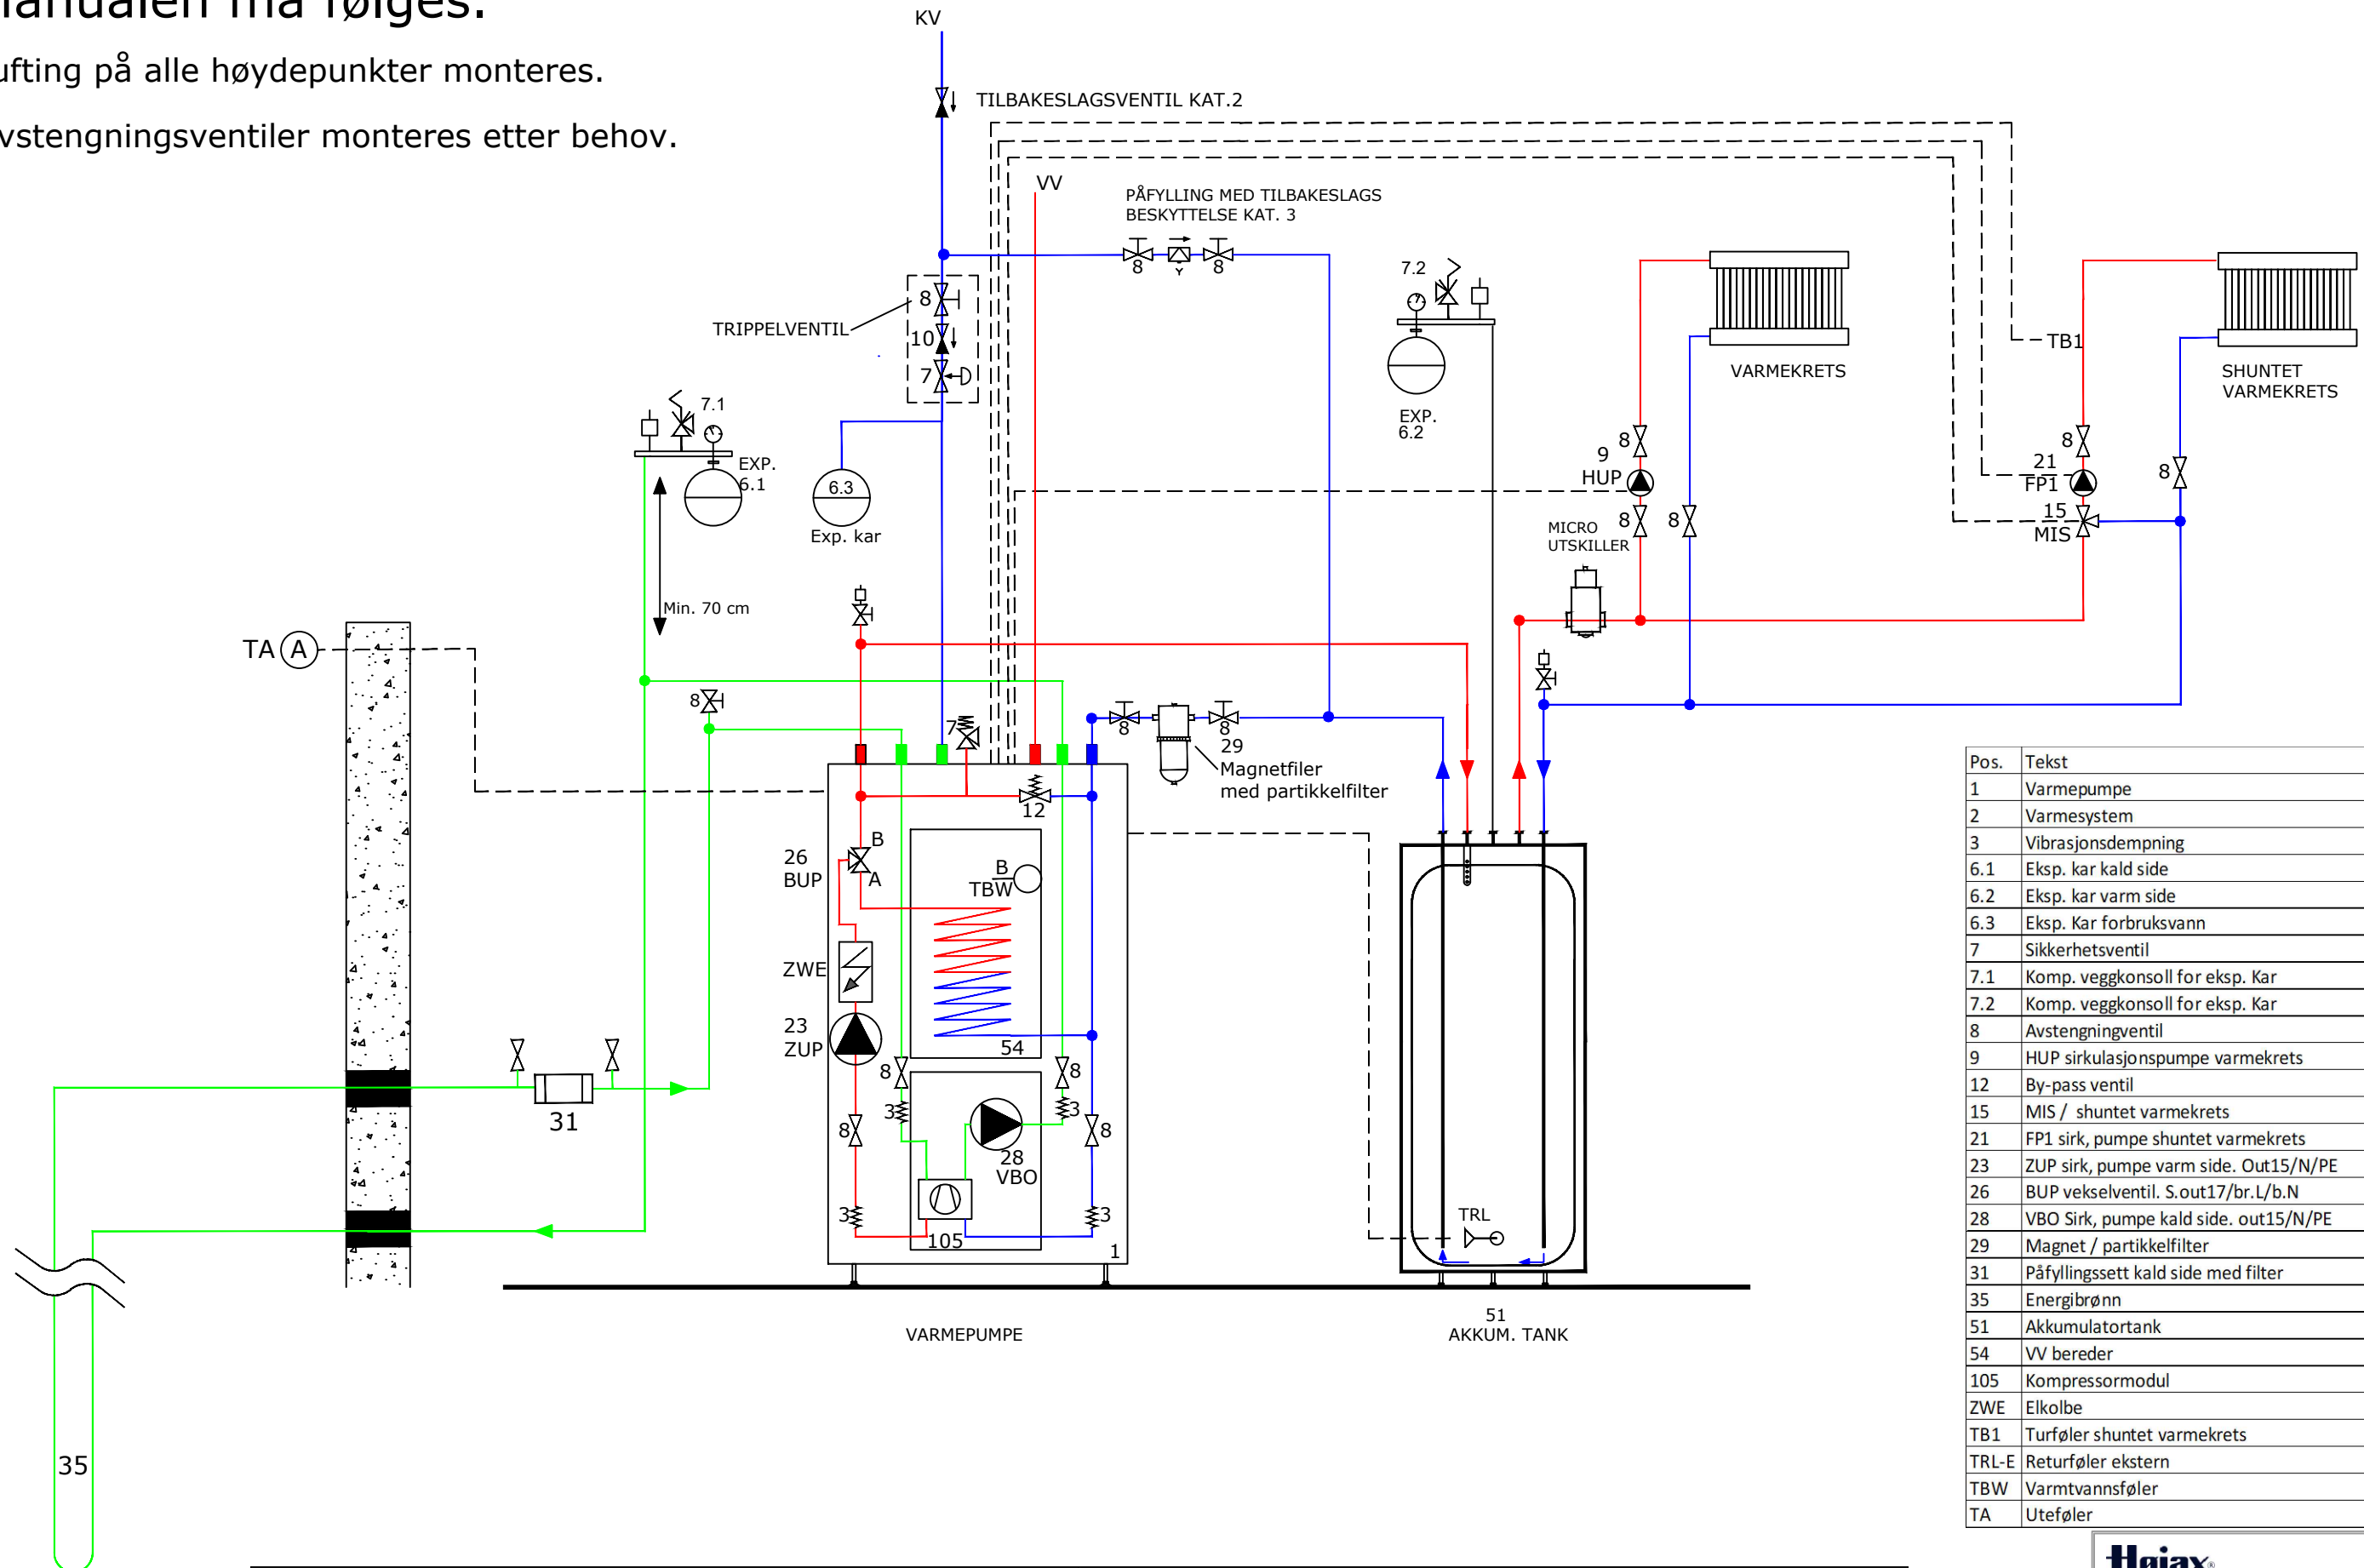 anualen må følges.
ufting på alle høydepunkter monteres.
vstengningsventiler monteres etter behov.
KV
TILBAKESLAGSVENTIL KAT.2
VV
PÅFYLLING MED TILBAKESLAGS
BESKYTTELSE KAT. 3
8
8
8
TRIPPELVENTIL
10
7
7.1
EXP.
6.1
6.3
Exp. kar
7.2
EXP.
6.2
VARMEKRETS
TB1
SHUNTET
VARMEKRETS
8
9
HUP
8
8
MICRO
UTSKILLER
8
21
FP1
15
MIS
8
Min. 70 cm
TA
A
8
7
8
8
29
Magnetfiler
med partikkelfilter
12
26
BUP
B
A
B
TBW
ZWE
23
ZUP
54
8
8
3
3
8
8
28
VBO
3
3
105
1
31
35
TRL
VARMEPUMPE
51
AKKUM. TANK
Pos. Tekst
1 Varmepumpe
2 Varmesystem
3 Vibrasjonsdempning
6.1 Eksp. kar kald side
6.2 Eksp. kar varm side
6.3 Eksp. Kar forbruksvann
7 Sikkerhetsventil
7.1 Komp. veggkonsoll for eksp. Kar
7.2 Komp. veggkonsoll for eksp. Kar
8 Avstengningventil
9 HUP sirkulasjonspumpe varmekrets
12 By-pass ventil
15 MIS / shuntet varmekrets
21 FP1 sirk, pumpe shuntet varmekrets
23 ZUP sirk, pumpe varm side. Out15/N/PE
26 BUP vekselventil. S.out17/br.L/b.N
28 VBO Sirk, pumpe kald side. out15/N/PE
29 Magnet / partikkelfilter
31 Påfyllingssett kald side med filter
35 Energibrønn
51 Akkumulatortank
54 VV bereder
105 Kompressormodul
ZWE Elkolbe
TB1 Turføler shuntet varmekrets
TRL-E Returføler ekstern
TBW Varmtvannsføler
TA Uteføler
Høiax®